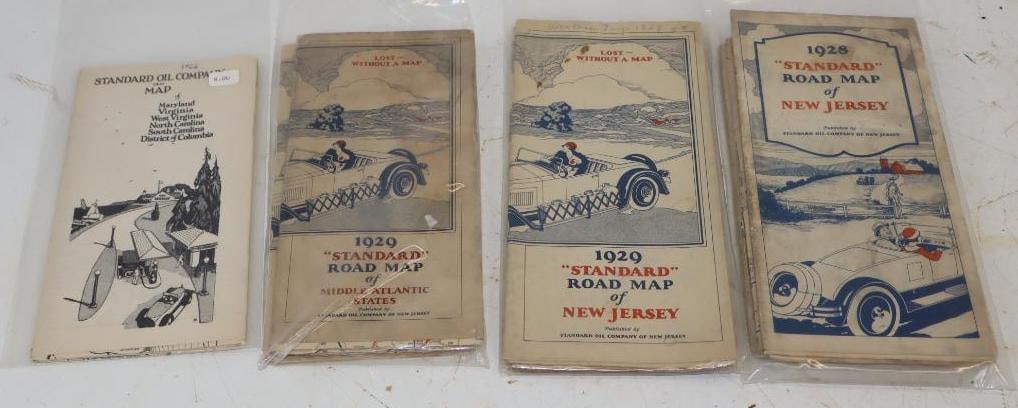 STANDARD OIL COMPANY
MAP
of
Maryland
Virginia
West Virginia
North Carolina
South Carolina
District of Columbia
LOST—
WITHOUT A MAP
1929
"STANDARD"
ROAD MAP
of
MIDDLE ATLANTIC
STATES
Published by
STANDARD OIL COMPANY OF NEW JERSEY
LOST—
WITHOUT A MAP
1929
"STANDARD"
ROAD MAP
of
NEW JERSEY
Published by
STANDARD OIL COMPANY OF NEW JERSEY
1928
"STANDARD"
ROAD MAP
of
NEW JERSEY
Published by
STANDARD OIL COMPANY OF NEW JERSEY